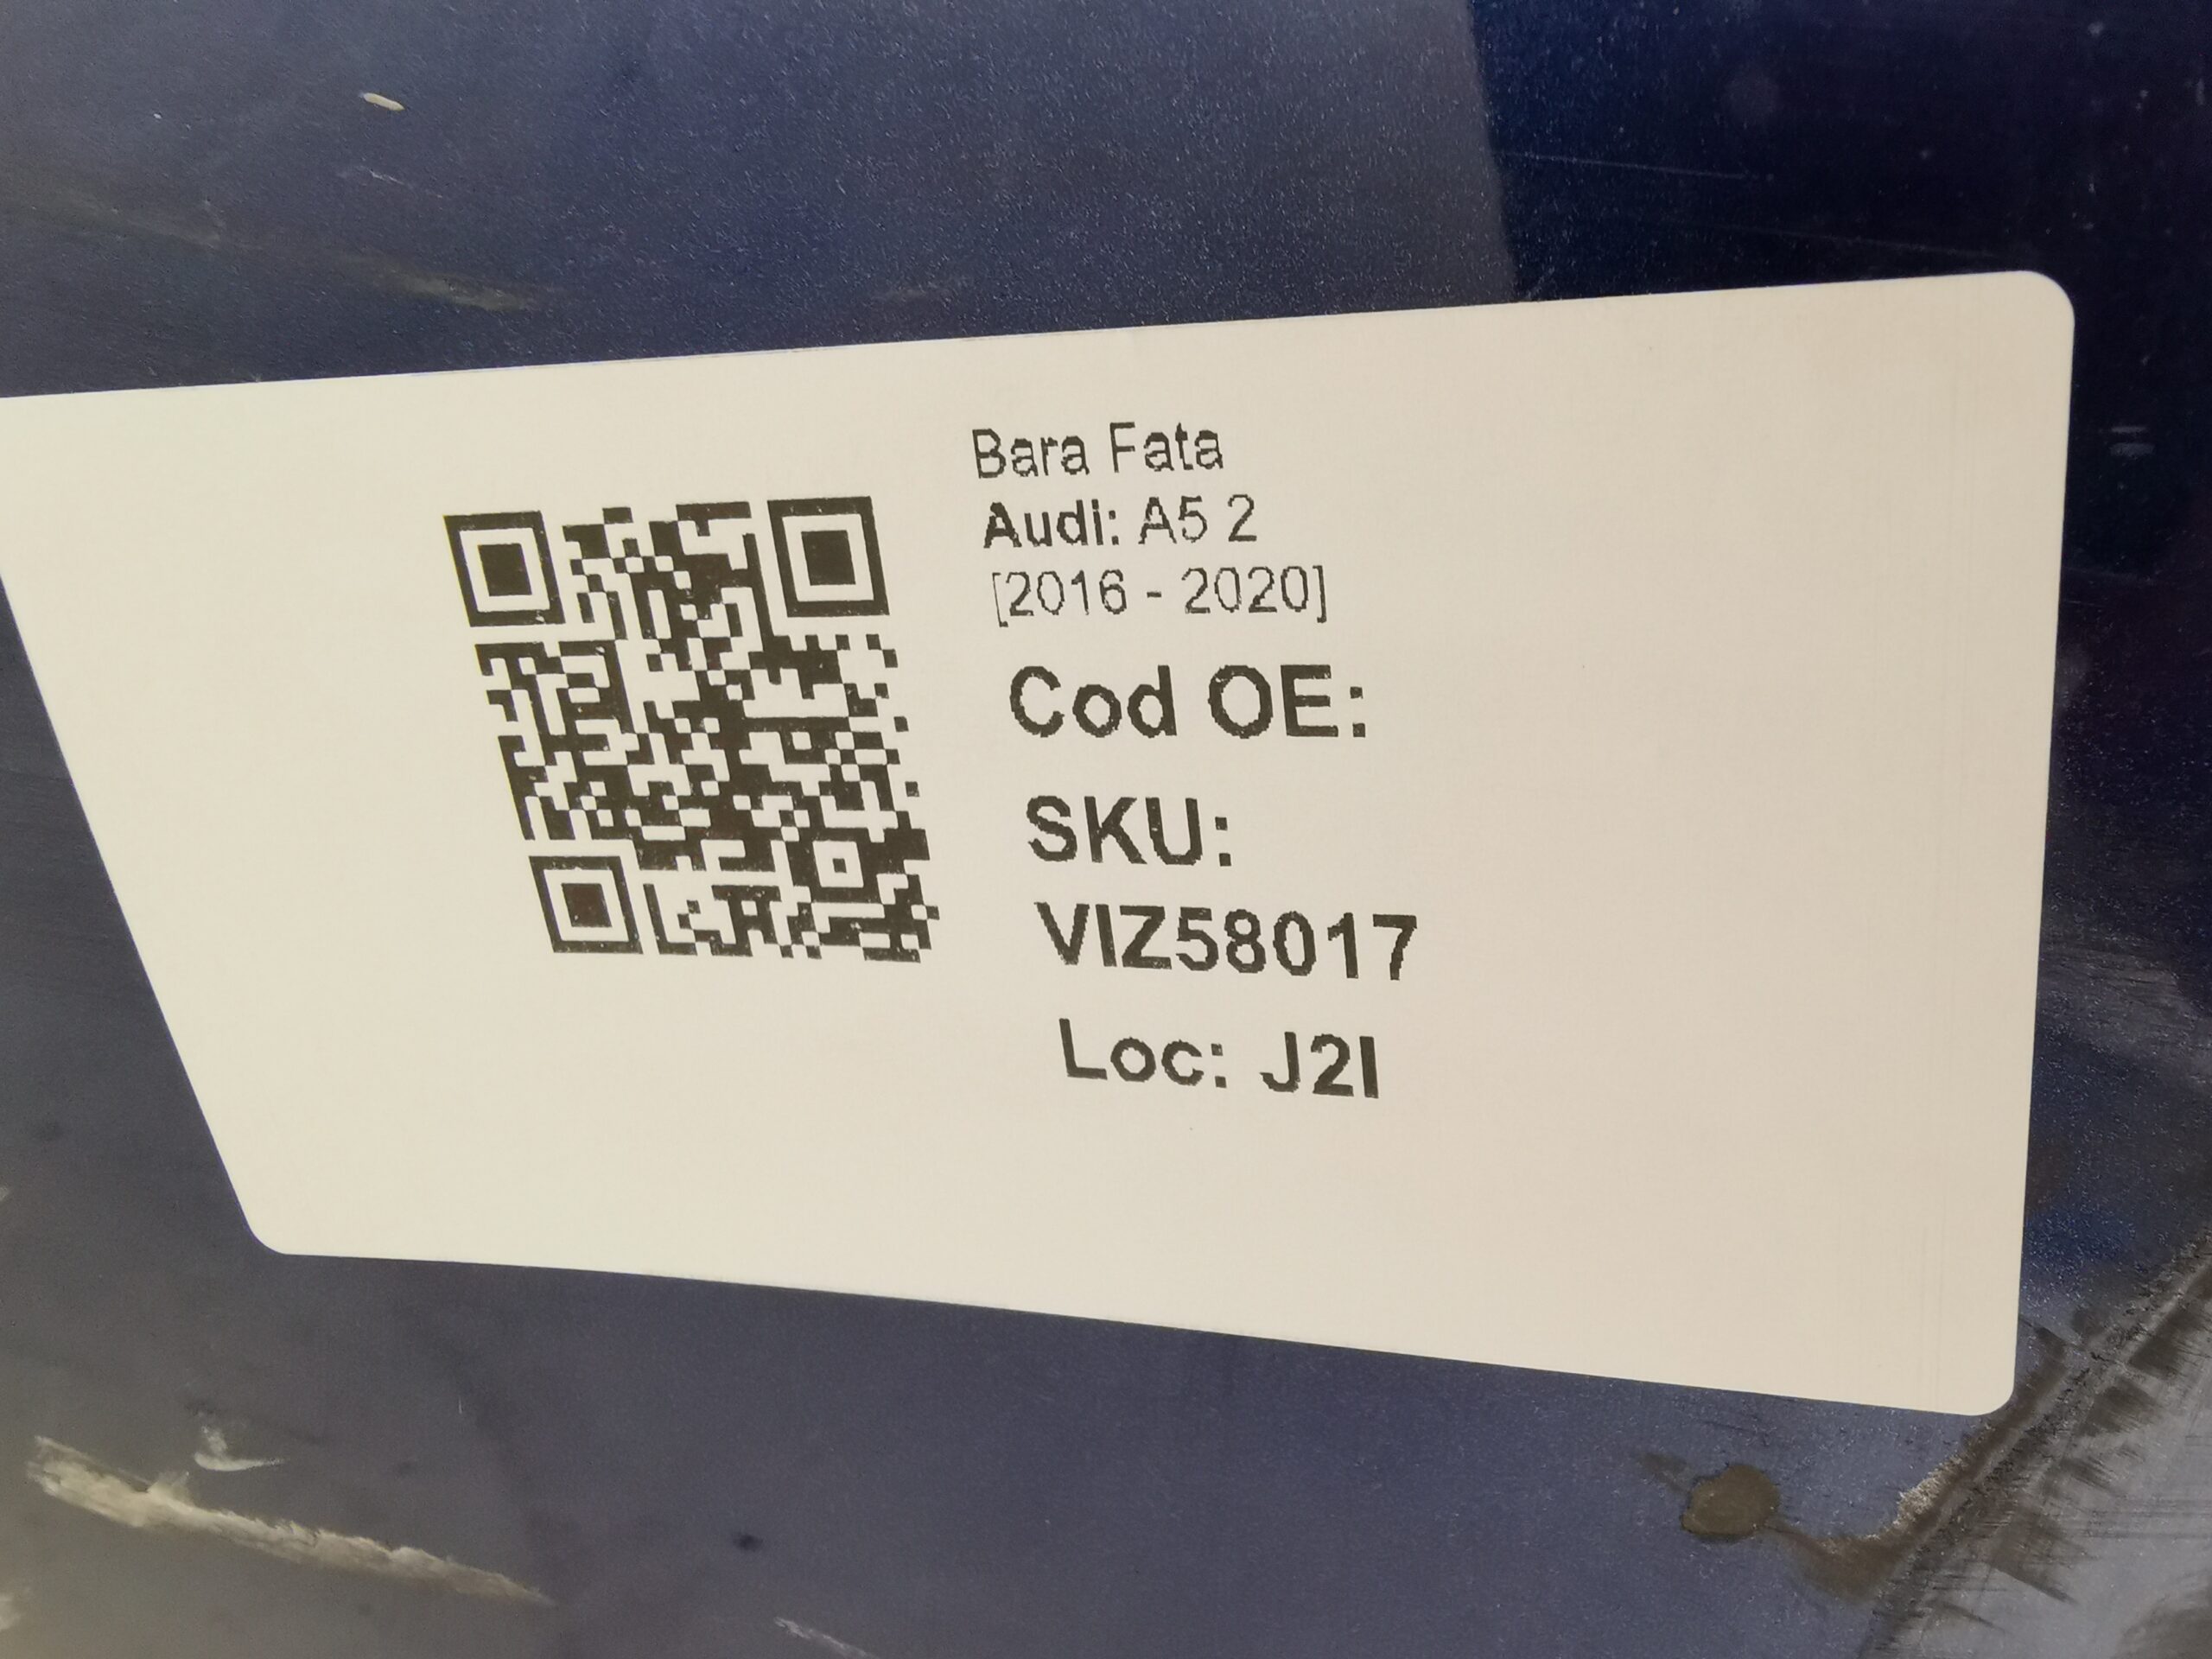 Bara Fata
Audi: A5 2
[2016 - 2020]
Cod OE:
SKU:
VIZ58017
Loc: J2I